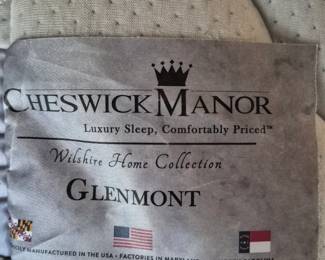 CHESWICK MANOR
Luxury Sleep, Comfortably Priced™
Wilshire Home Collection
GLENMONT
MANUFACTURED IN THE USA • FACTORIES IN